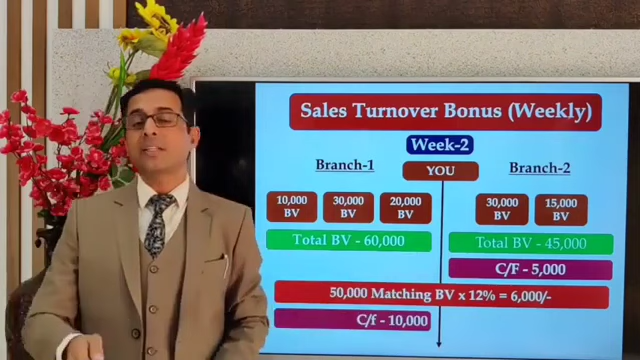 Sales Turnover Bonus (Weekly)
Week-2
Branch-1
YOU
Branch-2
10,000
BV
30,000
BV
20,000
BV
30,000
BV
15,000
BV
Total BV - 60,000
Total BV - 45,000
C/F - 5,000
50,000 Matching BV x 12% = 6,000/-
C/f - 10,000